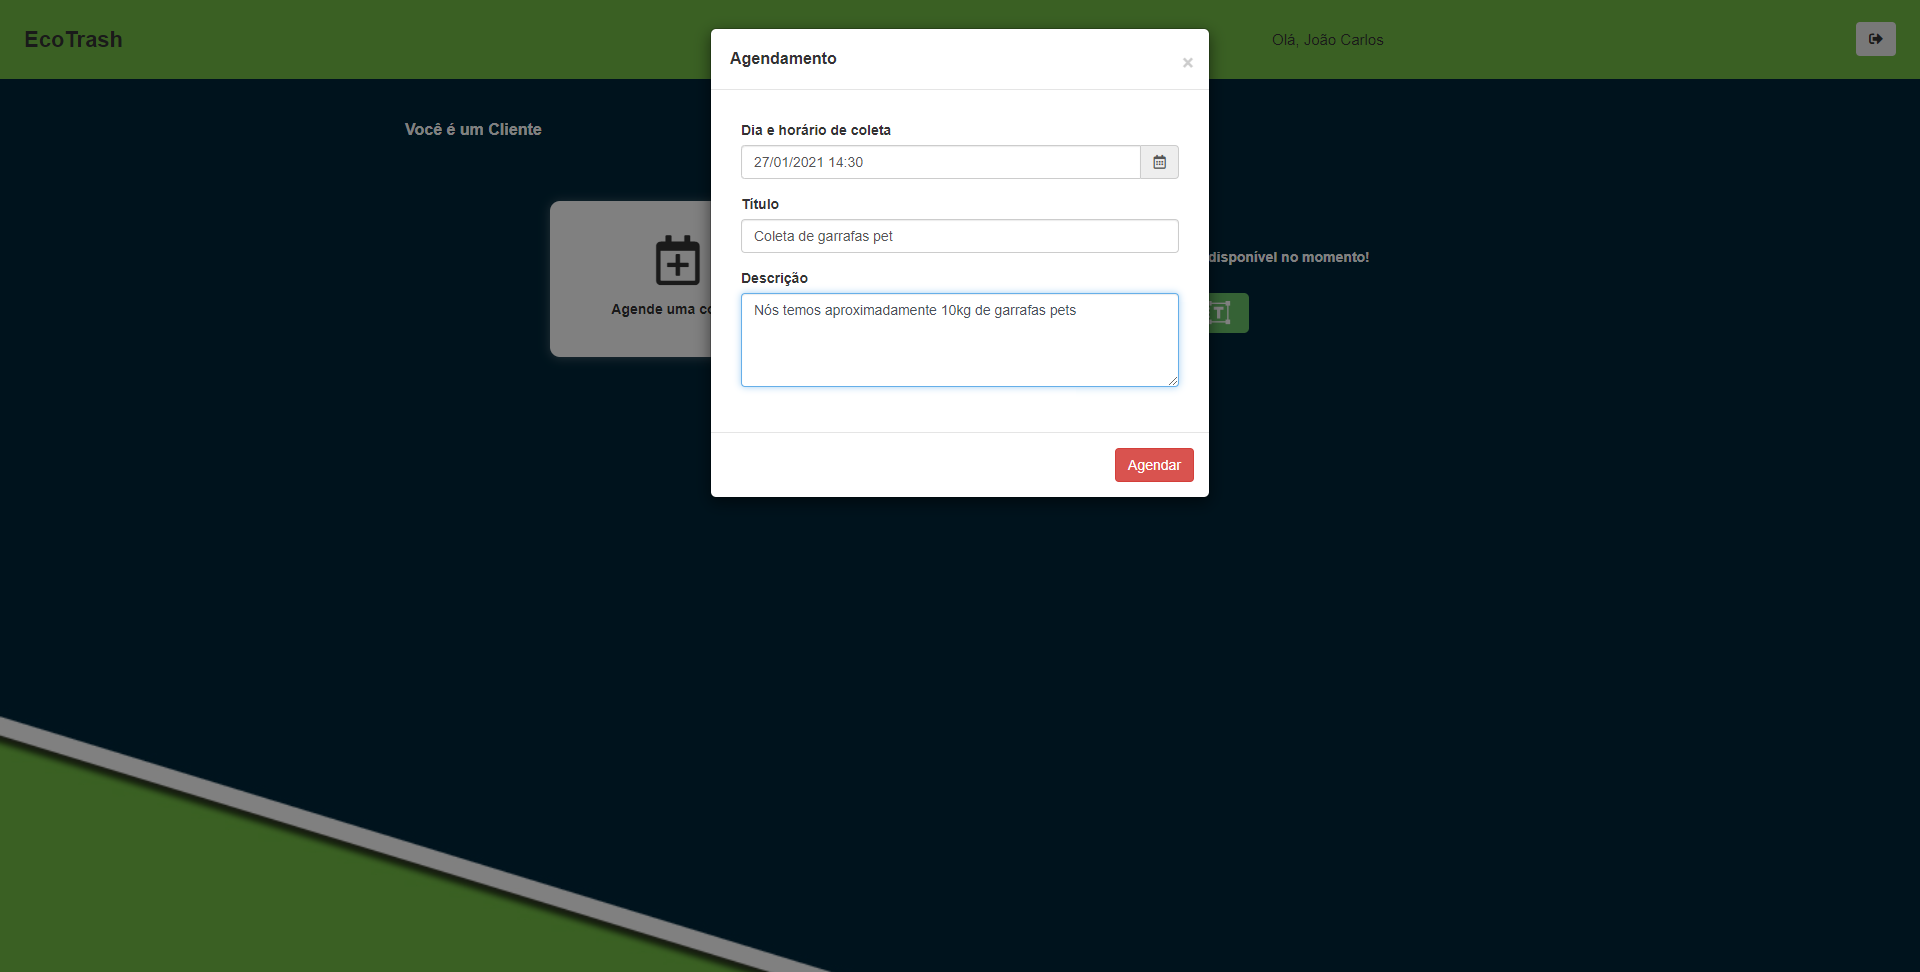 EcoTrash
Olá, João Carlos
Você é um Cliente
Agende uma
disponível no momento!
Agendamento
×
Dia e horário de coleta
27/01/2021 14:30
Título
Coleta de garrafas pet
Descrição
Nós temos aproximadamente 10kg de garrafas pets
Agendar